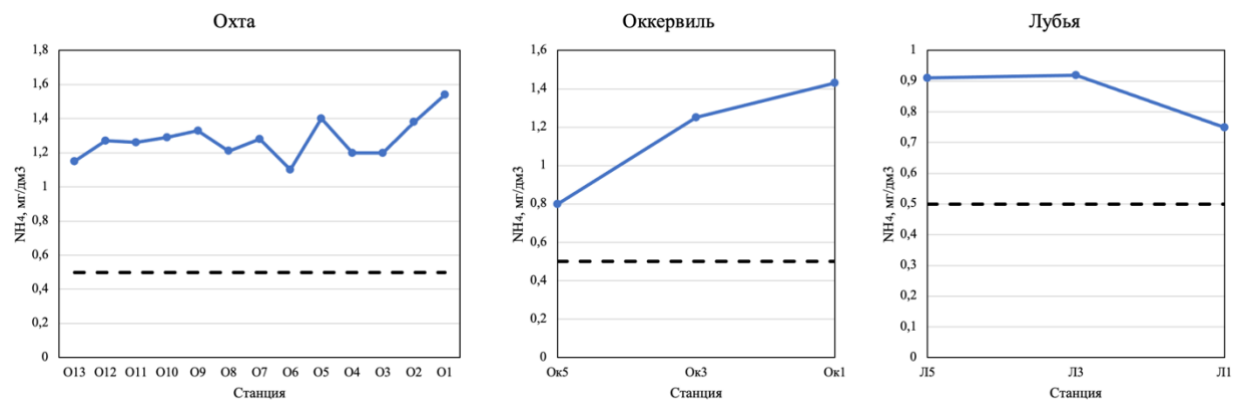 Охта
1,8
1,6
1,4
1,2
1
0,8
0,6
0,4
0,2
0
NH4, мг/дм3
О13 О12 О11 О10 О9 О8 О7 О6 О5 О4 О3 О2 О1
Станция
Оккервиль
1,6
1,4
1,2
1
0,8
0,6
0,4
0,2
0
NH4, мг/дм3
Ок5 Ок3 Ок1
Станция
Лубья
1
0,9
0,8
0,7
0,6
0,5
0,4
0,3
0,2
0,1
0
NH4, мг/дм3
Л5 Л3 Л1
Станция